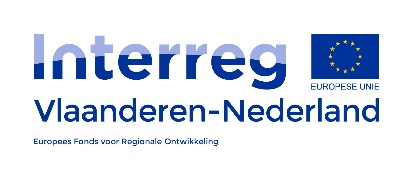 Interreg
EUROPESE UNIE
Vlaanderen-Nederland
Europees Fonds voor Regionale Ontwikkeling